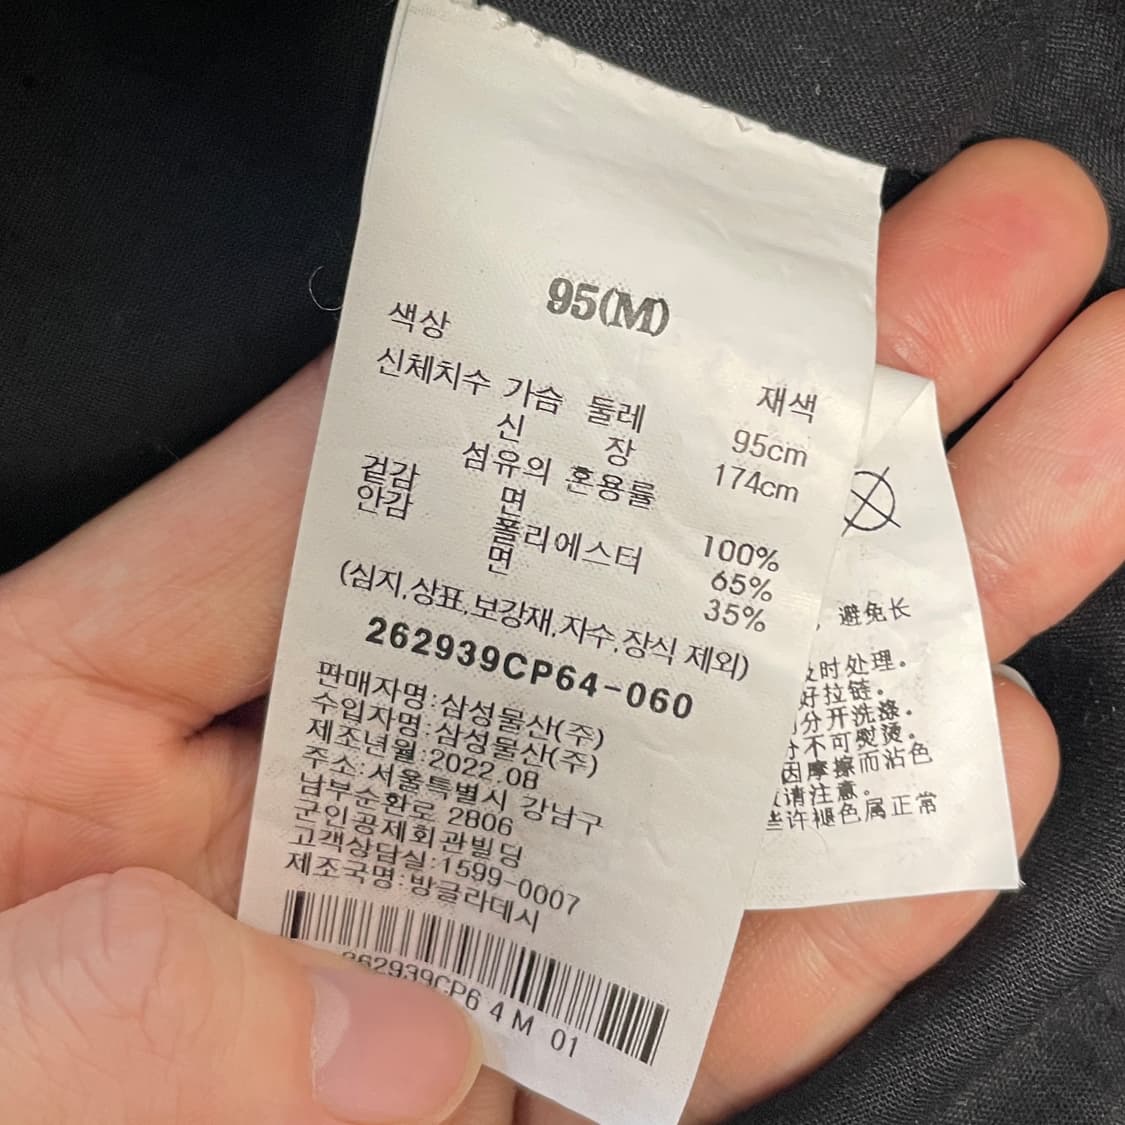 95(M)
색상 재색
신체치수 가슴 둘레 95cm
신 장 174cm
섬유의 혼용률
겉감 면 100%
안감 폴리에스터 65%
면 35%
(심지,상표,보강재,자수,장식 제외)
262939CP64-060
판매자명:삼성물산(주)
수입자명:삼성물산(주)
제조년월:2022.08
주소:서울특별시 강남구
남부순환로 2806
군인공제회관빌딩
고객상담실:1599-0007
제조국명:방글라데시
262939CP6 4 M 01
, 避免长
时处理。
好拉链。
分开洗涤。
不可熨烫。
因摩擦而沾色
请注意。
些许褪色属正常